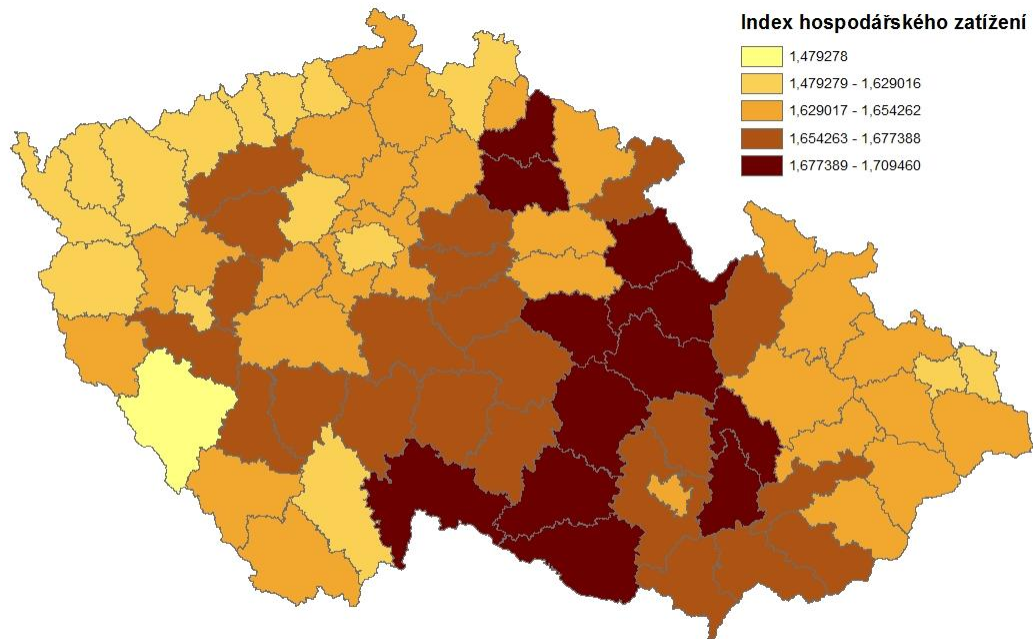 Index hospodářského zatížení
1,479278
1,479279 - 1,629016
1,629017 - 1,654262
1,654263 - 1,677388
1,677389 - 1,709460